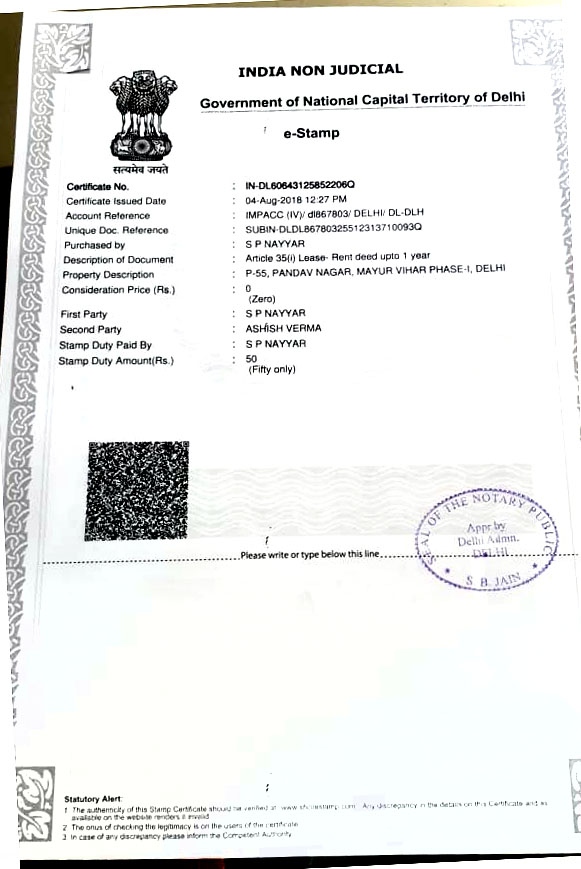 INDIA NON JUDICIAL
Government of National Capital Territory of Delhi
e-Stamp
सत्यमेव जयते
Certificate No. : IN-DL60643125852206Q
Certificate Issued Date : 04-Aug-2018 12:27 PM
Account Reference : IMPACC (IV)/ dl867803/ DELHI/ DL-DLH
Unique Doc. Reference : SUBIN-DLDL86780325512313710093Q
Purchased by : S P NAYYAR
Description of Document : Article 35(i) Lease- Rent deed upto 1 year
Property Description : P-55, PANDAV NAGAR, MAYUR VIHAR PHASE-I, DELHI
Consideration Price (Rs.) : 0
(Zero)
First Party : S P NAYYAR
Second Party : ASHISH VERMA
Stamp Duty Paid By : S P NAYYAR
Stamp Duty Amount(Rs.) : 50
(Fifty only)
SEAL OF THE NOTARY PUBLIC
Appr. by
Delhi Admn.
DELHI
* S. B. JAIN *
Please write or type below this line
Statutory Alert:
1 The authenticity of this Stamp Certificate should be verified at www.shcilestamp.com. Any discrepancy in the details on this Certificate and as
available on the website renders it invalid
2 The onus of checking the legitimacy is on the users of the certificate
3 In case of any discrepancy please inform the Competent Authority